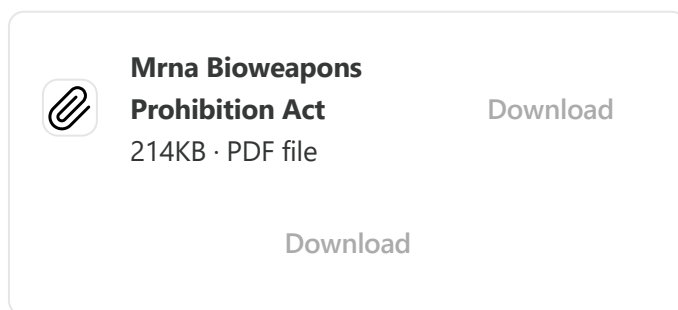 Mrna Bioweapons
Prohibition Act
Download
214KB · PDF file
Download